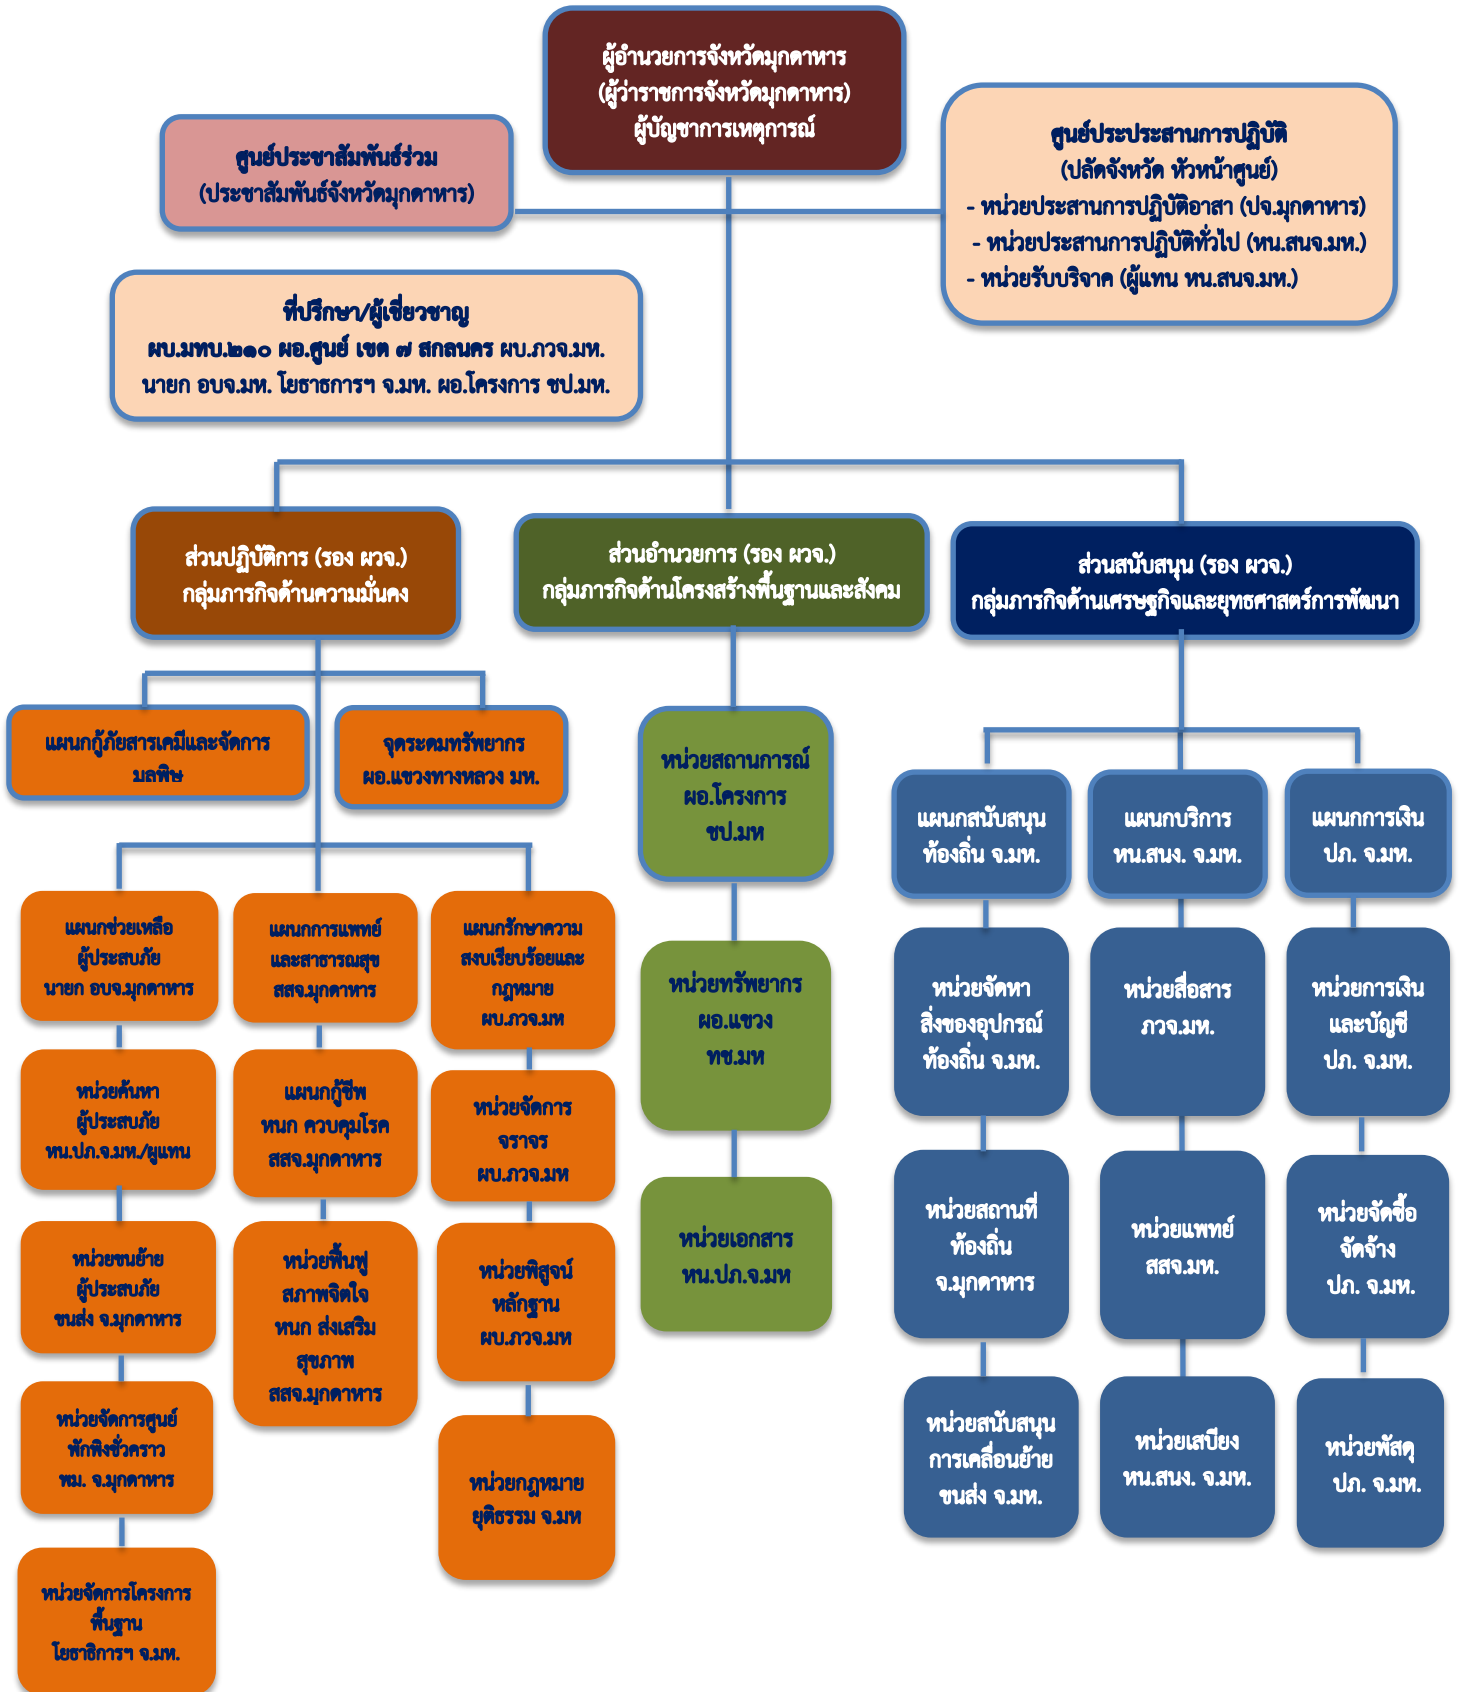 ผู้อำนวยการจังหวัดมุกดาหาร
(ผู้ว่าราชการจังหวัดมุกดาหาร)
ผู้บัญชาการเหตุการณ์
ศูนย์ประชาสัมพันธ์ร่วม
(ประชาสัมพันธ์จังหวัดมุกดาหาร)
ศูนย์ประประสานการปฏิบัติ
(ปลัดจังหวัด หัวหน้าศูนย์)
- หน่วยประสานการปฏิบัติอาสา (ปจ.มุกดาหาร)
- หน่วยประสานการปฏิบัติทั่วไป (หน.สนจ.มห.)
- หน่วยรับบริจาค (ผู้แทน หน.สนจ.มห.)
ที่ปรึกษา/ผู้เชี่ยวชาญ
ผบ.มทบ.๒๑๐ ผอ.ศูนย์ เขต ๗ สกลนคร ผบ.ภวจ.มห.
นายก อบจ.มห. โยธาธการฯ จ.มห. ผอ.โครงการ ชป.มห.
ส่วนปฏิบัติการ (รอง ผวจ.)
กลุ่มภารกิจด้านความมั่นคง
ส่วนอำนวยการ (รอง ผวจ.)
กลุ่มภารกิจด้านโครงสร้างพื้นฐานและสังคม
ส่วนสนับสนุน (รอง ผวจ.)
กลุ่มภารกิจด้านเศรษฐกิจและยุทธศาสตร์การพัฒนา
แผนกกู้ภัยสารเคมีและจัดการ
มลพิษ
จุดระดมทรัพยากร
ผอ.แขวงทางหลวง มห.
แผนกช่วยเหลือ
ผู้ประสบภัย
นายก อบจ.มุกดาหาร
หน่วยค้นหา
ผู้ประสบภัย
หน.ปภ.จ.มห./ผูแทน
หน่วยขนย้าย
ผู้ประสบภัย
ขนส่ง จ.มุกดาหาร
หน่วยจัดการศูนย์
พักพิงชั่วคราว
พม. จ.มุกดาหาร
หน่วยจัดการโครงการ
พื้นฐาน
โยธาธิการฯ จ.มห.
แผนกการแพทย์
และสาธารณสุข
สสจ.มุกดาหาร
แผนกกู้ชีพ
หนก ควบคุมโรค
สสจ.มุกดาหาร
หน่วยฟื้นฟู
สภาพจิตใจ
หนก ส่งเสริม
สุขภาพ
สสจ.มุกดาหาร
แผนกรักษาความ
สงบเรียบร้อยและ
กฎหมาย
ผบ.ภวจ.มห
หน่วยจัดการ
จราจร
ผบ.ภวจ.มห
หน่วยพิสูจน์
หลักฐาน
ผบ.ภวจ.มห
หน่วยกฎหมาย
ยุติธรรม จ.มห
หน่วยสถานการณ์
ผอ.โครงการ
ชป.มห
หน่วยทรัพยากร
ผอ.แขวง
ทช.มห
หน่วยเอกสาร
หน.ปภ.จ.มห
แผนกสนับสนุน
ท้องถิ่น จ.มห.
หน่วยจัดหา
สิ่งของอุปกรณ์
ท้องถิ่น จ.มห.
หน่วยสถานที่
ท้องถิ่น
จ.มุกดาหาร
หน่วยสนับสนุน
การเคลื่อนย้าย
ขนส่ง จ.มห.
แผนกบริการ
หน.สนง. จ.มห.
หน่วยสื่อสาร
ภวจ.มห.
หน่วยแพทย์
สสจ.มห.
หน่วยเสบียง
หน.สนง. จ.มห.
แผนกการเงิน
ปภ. จ.มห.
หน่วยการเงิน
และบัญชี
ปภ. จ.มห.
หน่วยจัดซื้อ
จัดจ้าง
ปภ. จ.มห.
หน่วยพัสดุ
ปภ. จ.มห.